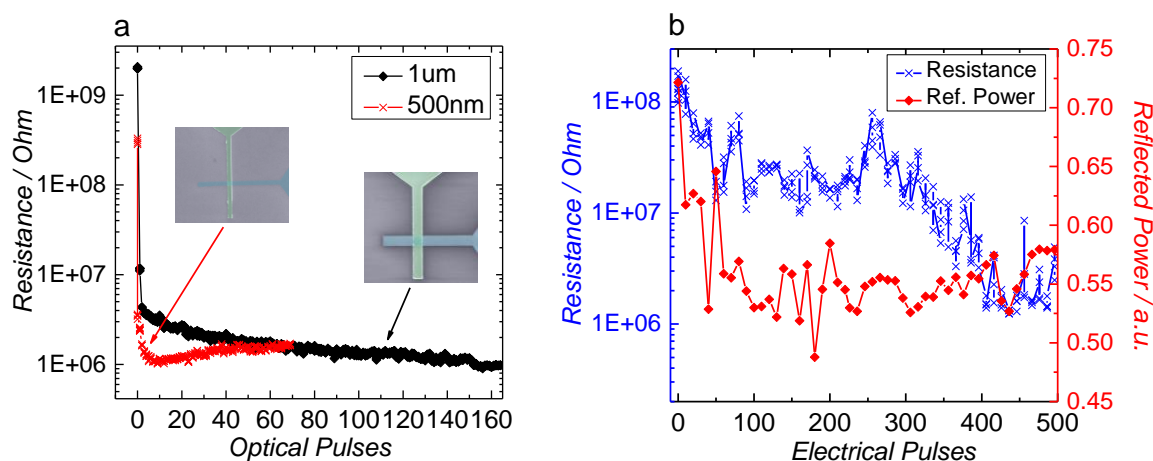 a
Resistance / Ohm
1E+09
1E+08
1E+07
1E+06
0 20 40 60 80 100 120 140 160
Optical Pulses
1um
500nm
b
Resistance / Ohm
1E+08
1E+07
1E+06
0 100 200 300 400 500
Electrical Pulses
Resistance
Ref. Power
0.75
0.70
0.65
0.60
0.55
0.50
0.45
Reflected Power / a.u.